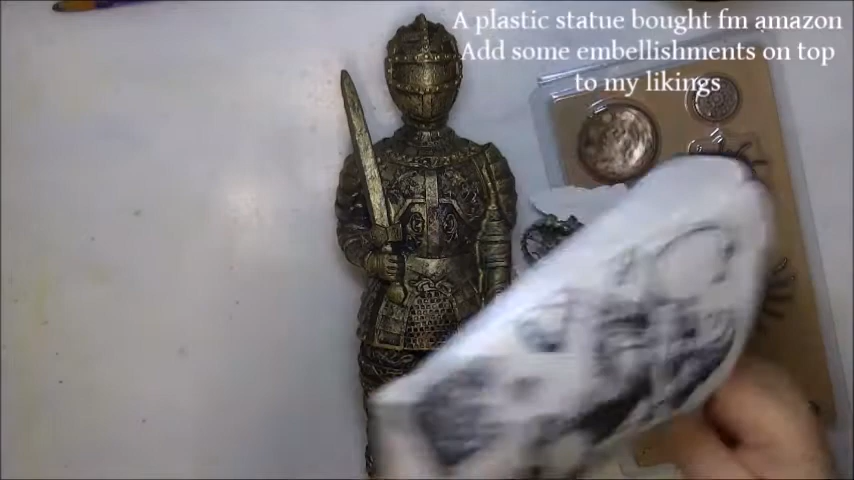 A plastic statue bought fm amazon
Add some embellishments on top
to my likings